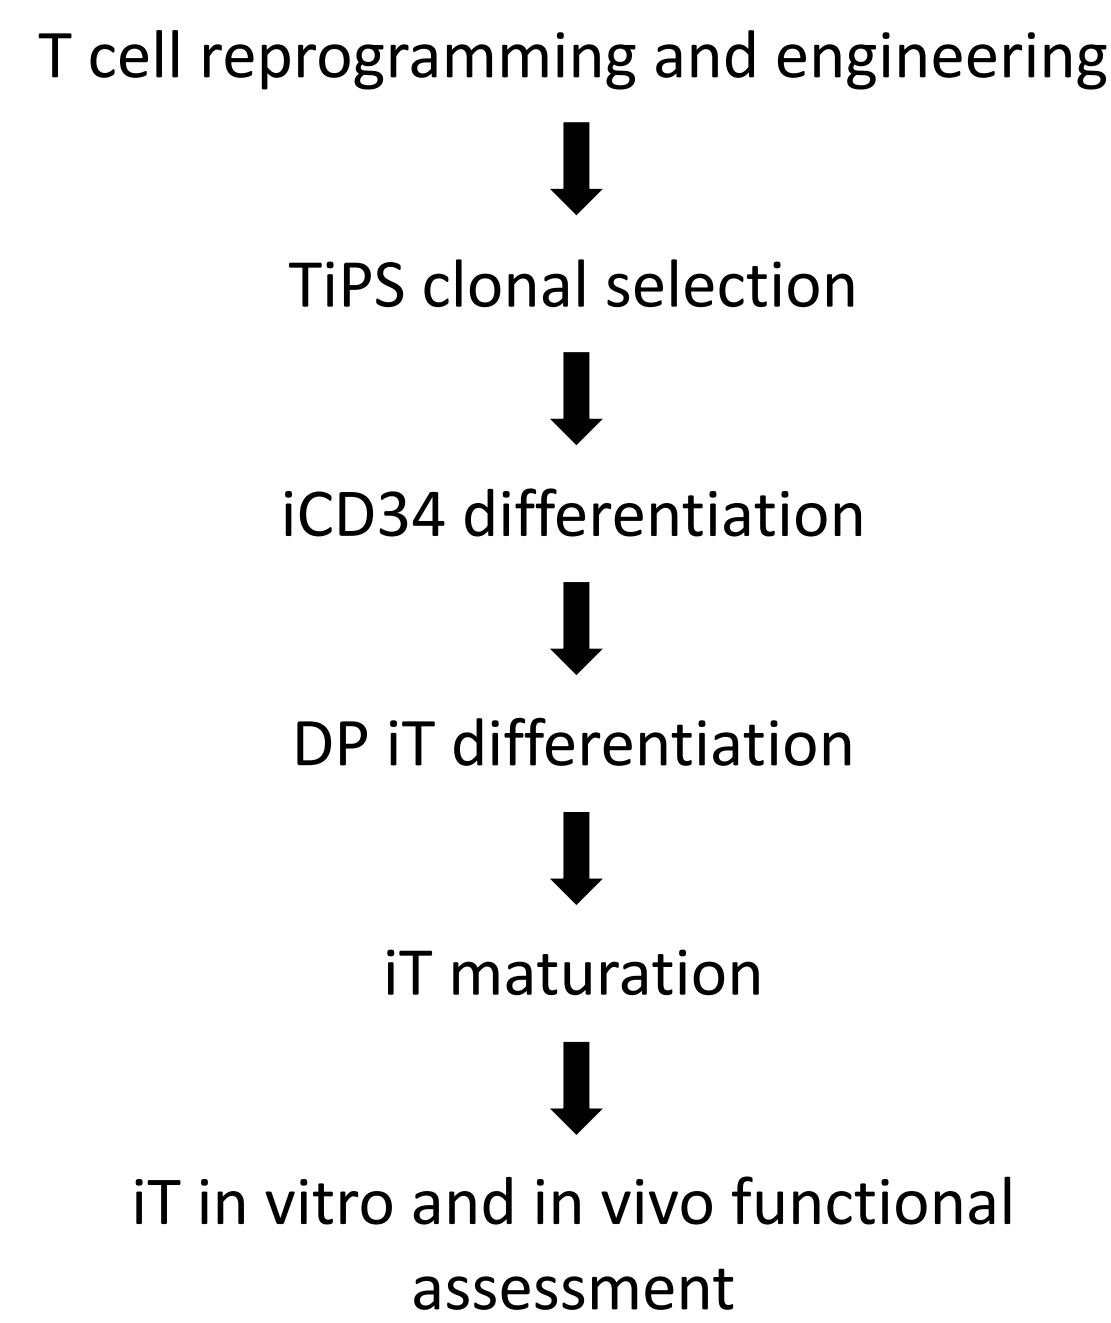 T cell reprogramming and engineering
TiPS clonal selection
iCD34 differentiation
DP iT differentiation
iT maturation
iT in vitro and in vivo functional
assessment